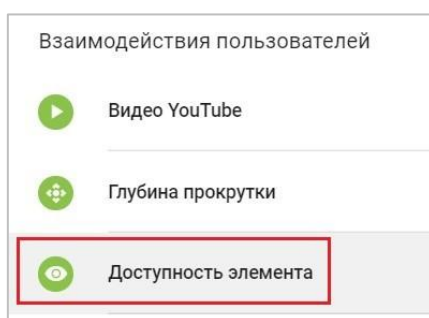 Взаимодействия пользователей
Видео YouTube
Глубина прокрутки
Доступность элемента